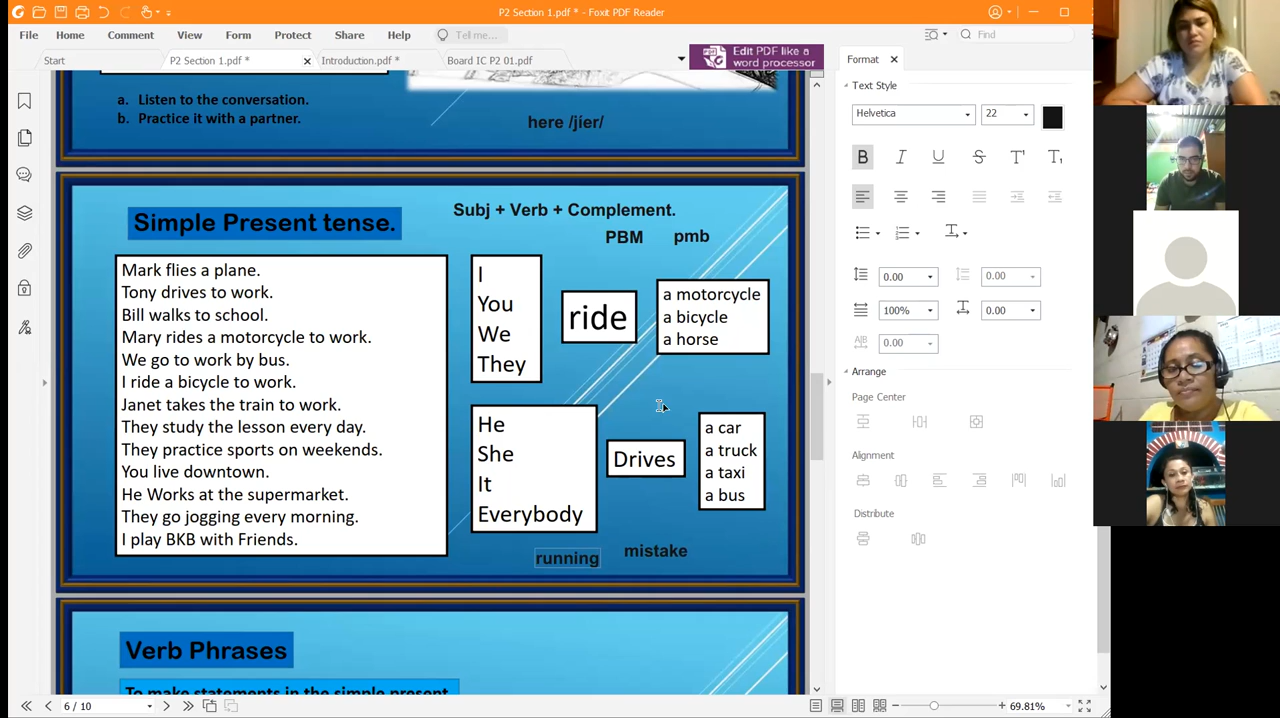 P2 Section 1.pdf * - Foxit PDF Reader
File Home Comment View Form Protect Share Help Tell me... Find
Start P2 Section 1.pdf * Introduction.pdf * Board IC P2 01.pdf
Edit PDF like a
word processor
a. Listen to the conversation.
b. Practice it with a partner.
here /jíer/
Simple Present tense.
Subj + Verb + Complement.
PBM pmb
Mark flies a plane.
Tony drives to work.
Bill walks to school.
Mary rides a motorcycle to work.
We go to work by bus.
I ride a bicycle to work.
Janet takes the train to work.
They study the lesson every day.
They practice sports on weekends.
You live downtown.
He Works at the supermarket.
They go jogging every morning.
I play BKB with Friends.
I
You
We
They
ride
a motorcycle
a bicycle
a horse
He
She
It
Everybody
Drives
a car
a truck
a taxi
a bus
running
mistake
Verb Phrases
To make statements in the simple present
Format
Text Style
Helvetica 22
B I U S T T
0.00 0.00
100% 0.00
0.00
Arrange
Page Center
Alignment
Distribute
6 / 10
69.81%